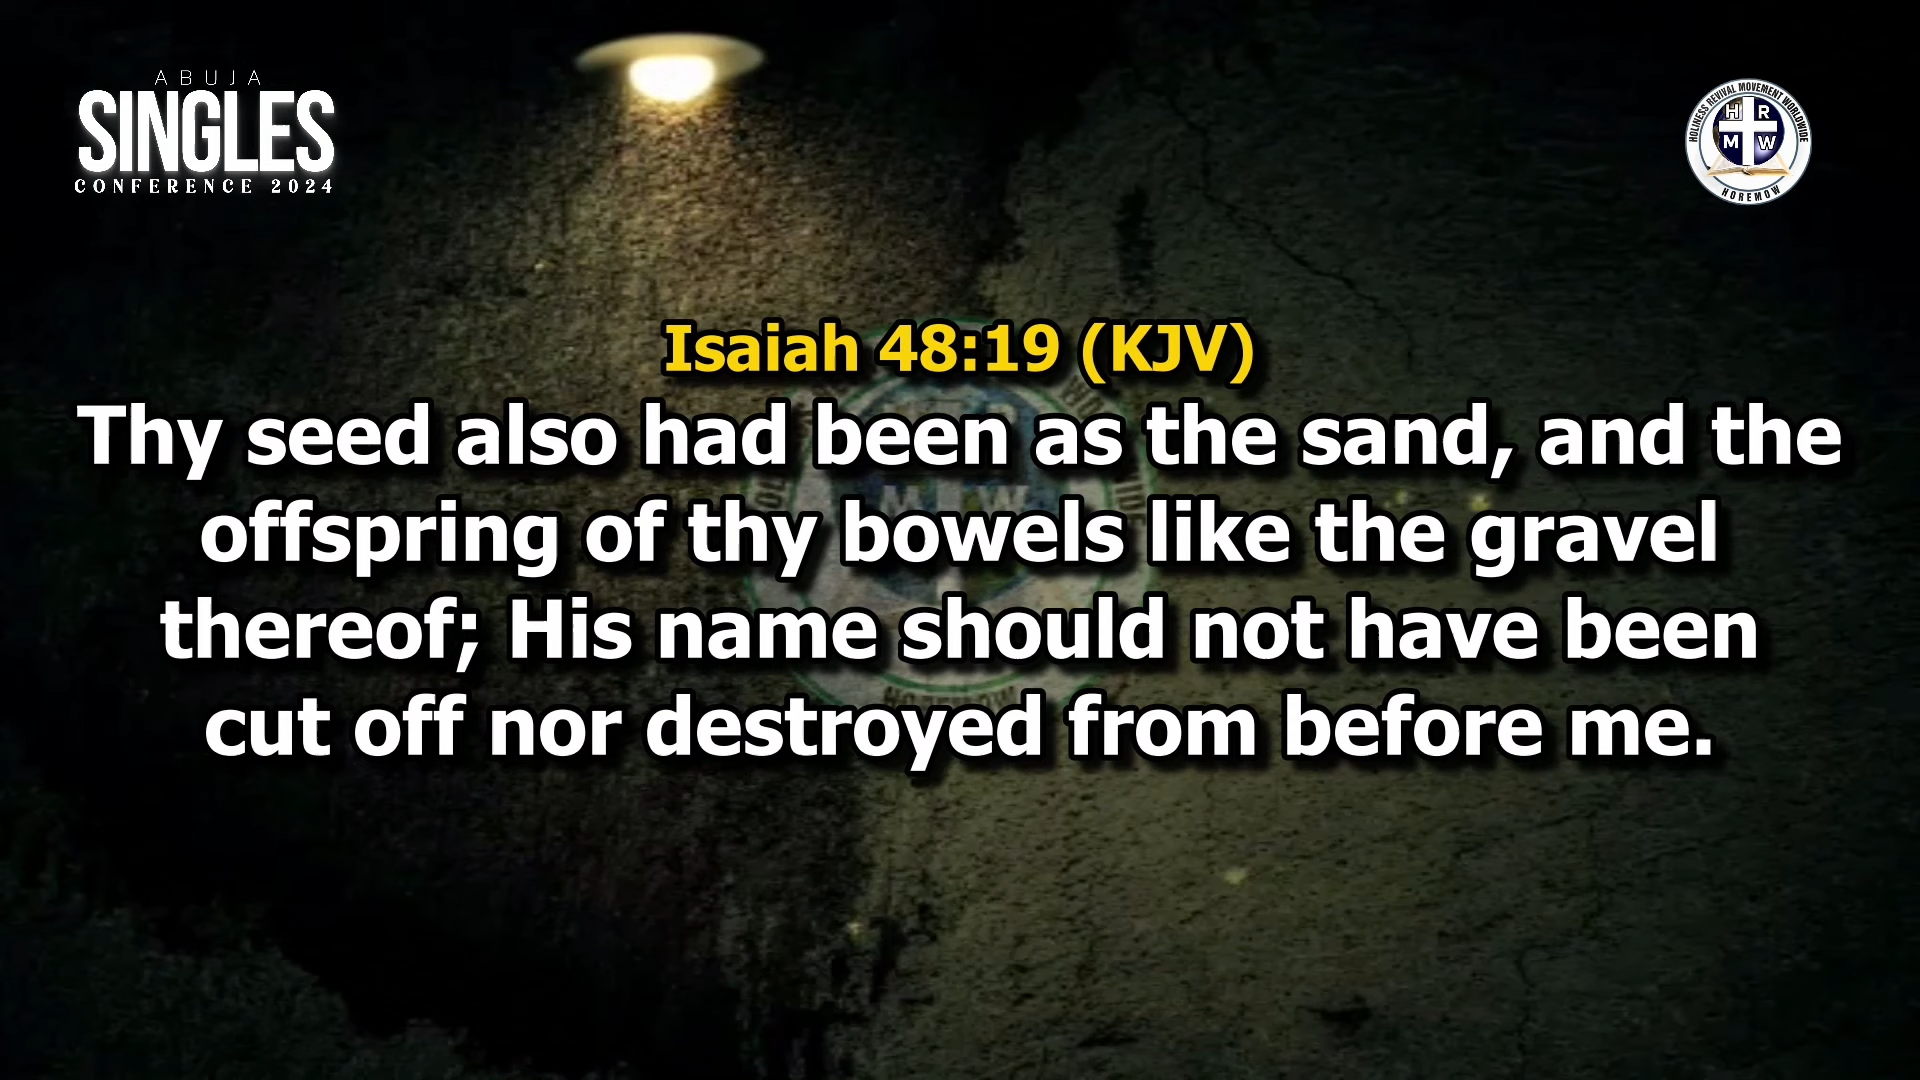 ABUJA
SINGLES
CONFERENCE 2024
HOLINESS REVIVAL MOVEMENT WORLDWIDE
H R
M W
HOREMOW
Isaiah 48:19 (KJV)
Thy seed also had been as the sand, and the
offspring of thy bowels like the gravel
thereof; His name should not have been
cut off nor destroyed from before me.